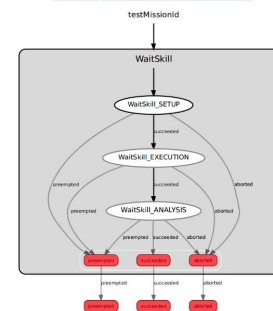 testMissionId
WaitSkill
WaitSkill_SETUP
succeeded
WaitSkill_EXECUTION
preempted succeeded aborted
preempted aborted
WaitSkill_ANALYSIS
preempted succeeded aborted
preempted succeeded aborted
preempted succeeded aborted
preempted succeeded aborted